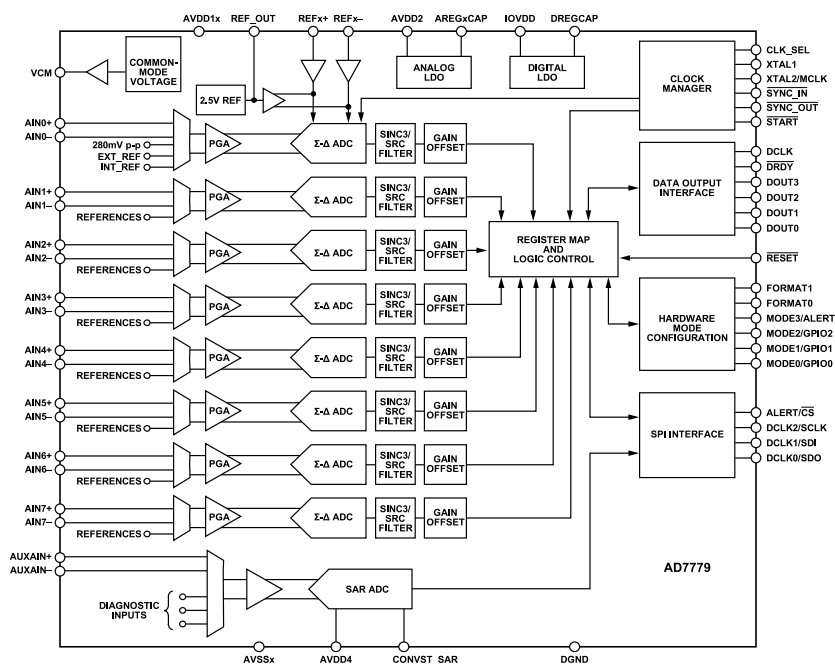 AVDD1x REF_OUT REFx+ REFx– AVDD2 AREGxCAP IOVDD DREGCAP
VCM
COMMON-
MODE
VOLTAGE
2.5V REF
ANALOG
LDO
DIGITAL
LDO
CLOCK
MANAGER
CLK_SEL
XTAL1
XTAL2/MCLK
SYNC_IN
SYNC_OUT
START
AIN0+
AIN0–
280mV p-p
EXT_REF
INT_REF
PGA
Σ-Δ ADC
SINC3/
SRC
FILTER
GAIN
OFFSET
AIN1+
AIN1–
REFERENCES
PGA
Σ-Δ ADC
SINC3/
SRC
FILTER
GAIN
OFFSET
AIN2+
AIN2–
REFERENCES
PGA
Σ-Δ ADC
SINC3/
SRC
FILTER
GAIN
OFFSET
AIN3+
AIN3–
REFERENCES
PGA
Σ-Δ ADC
SINC3/
SRC
FILTER
GAIN
OFFSET
AIN4+
AIN4–
REFERENCES
PGA
Σ-Δ ADC
SINC3/
SRC
FILTER
GAIN
OFFSET
AIN5+
AIN5–
REFERENCES
PGA
Σ-Δ ADC
SINC3/
SRC
FILTER
GAIN
OFFSET
AIN6+
AIN6–
REFERENCES
PGA
Σ-Δ ADC
SINC3/
SRC
FILTER
GAIN
OFFSET
AIN7+
AIN7–
REFERENCES
PGA
Σ-Δ ADC
SINC3/
SRC
FILTER
GAIN
OFFSET
REGISTER MAP
AND
LOGIC CONTROL
DATA OUTPUT
INTERFACE
DCLK
DRDY
DOUT3
DOUT2
DOUT1
DOUT0
RESET
HARDWARE
MODE
CONFIGURATION
FORMAT1
FORMAT0
MODE3/ALERT
MODE2/GPIO2
MODE1/GPIO1
MODE0/GPIO0
SPI INTERFACE
ALERT/CS
DCLK2/SCLK
DCLK1/SDI
DCLK0/SDO
AUXAIN+
AUXAIN–
DIAGNOSTIC
INPUTS
SAR ADC
AD7779
AVSSx AVDD4 CONVST_SAR DGND